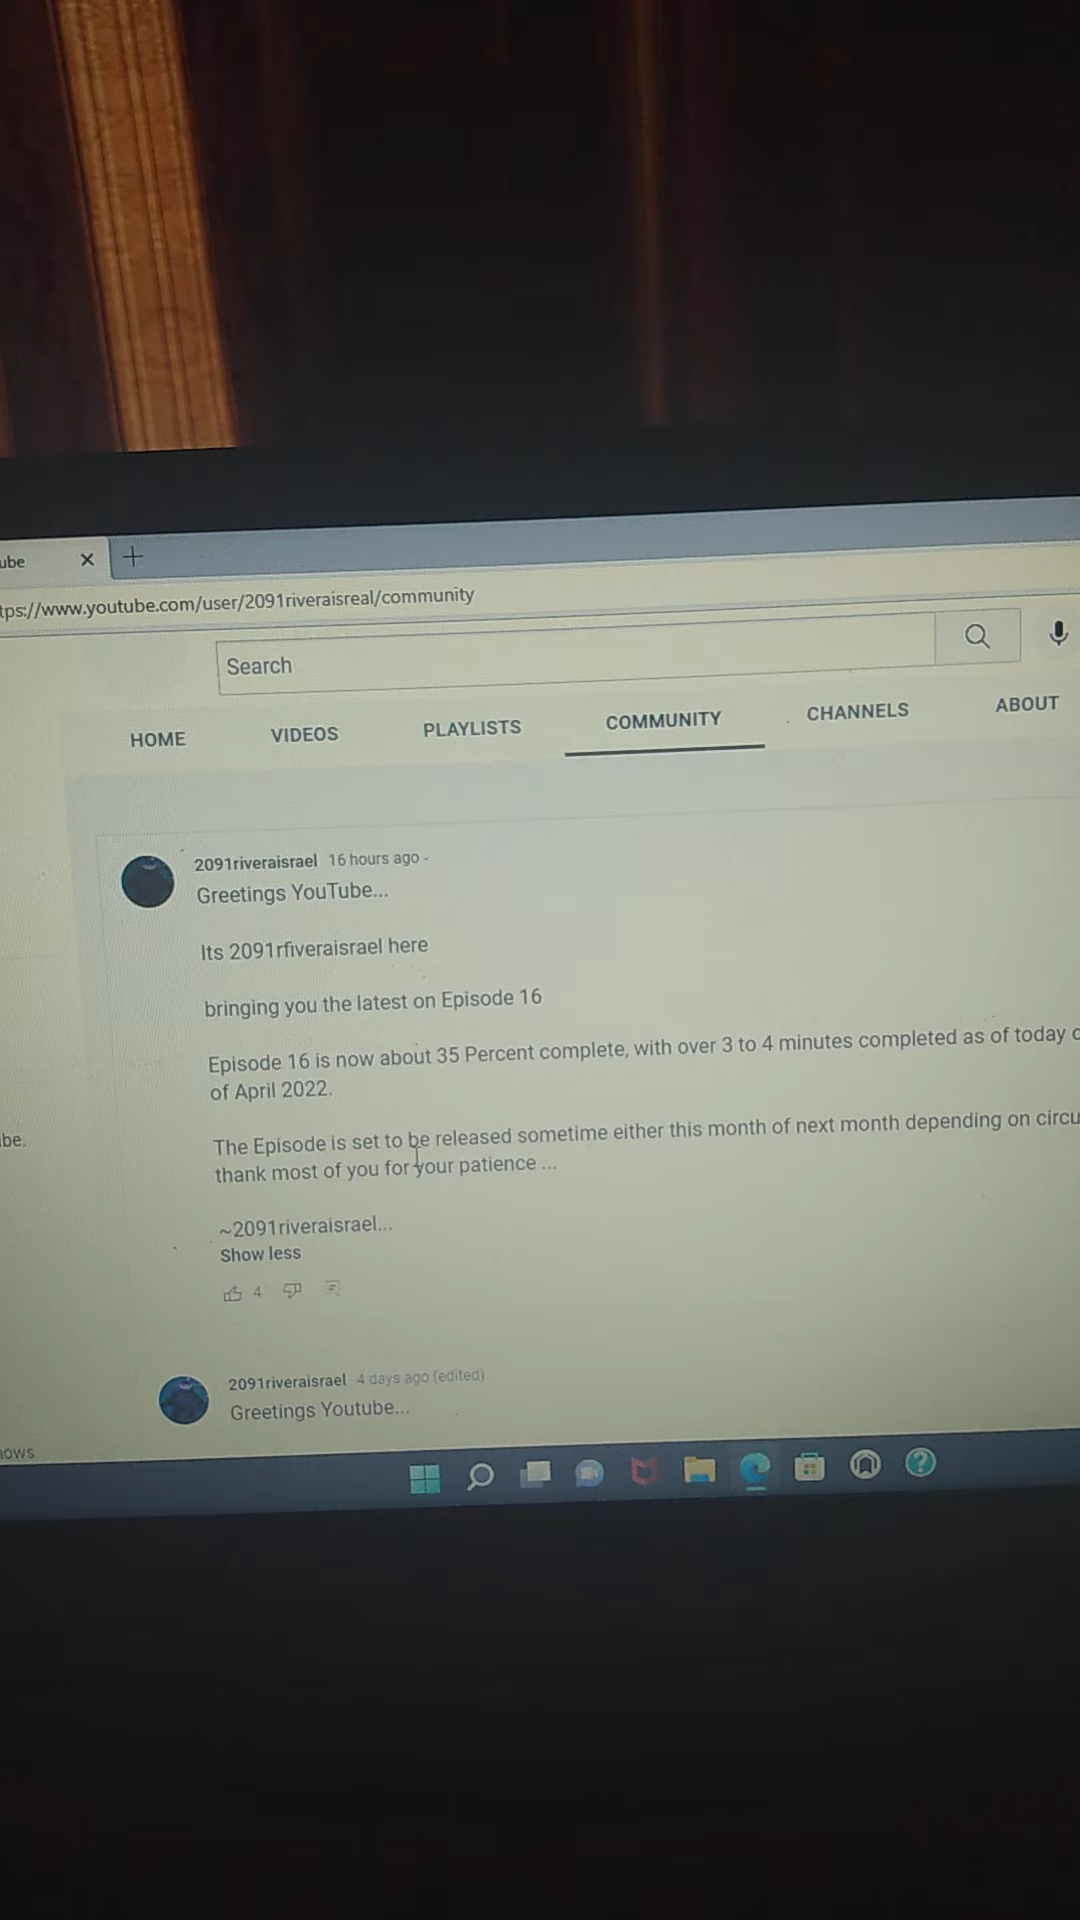 ube
tps://www.youtube.com/user/2091riveraisreal/community
Search
HOME VIDEOS PLAYLISTS COMMUNITY CHANNELS ABOUT
2091riveraisrael 16 hours ago
Greetings YouTube...
Its 2091rfiveraisrael here
bringing you the latest on Episode 16
Episode 16 is now about 35 Percent complete, with over 3 to 4 minutes completed as of today
of April 2022.
The Episode is set to be released sometime either this month of next month depending on circu
be.
thank most of you for your patience ...
~2091riveraisrael...
Show less
4
2091riveraisrael 4 days ago (edited)
Greetings Youtube...
nows